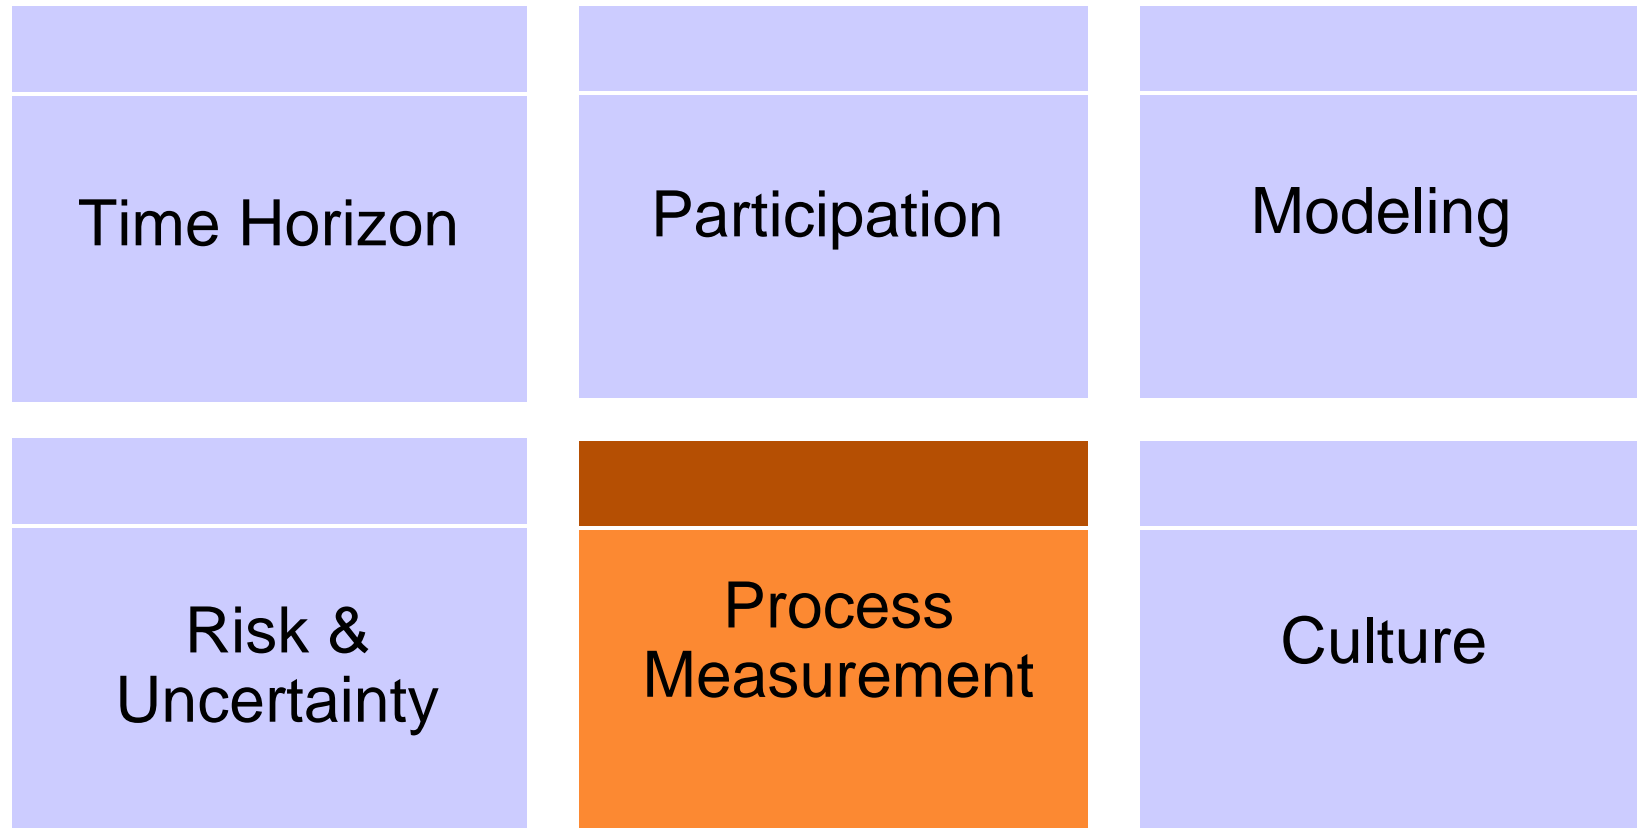 Time Horizon
Participation
Modeling
Risk &
Uncertainty
Process
Measurement
Culture